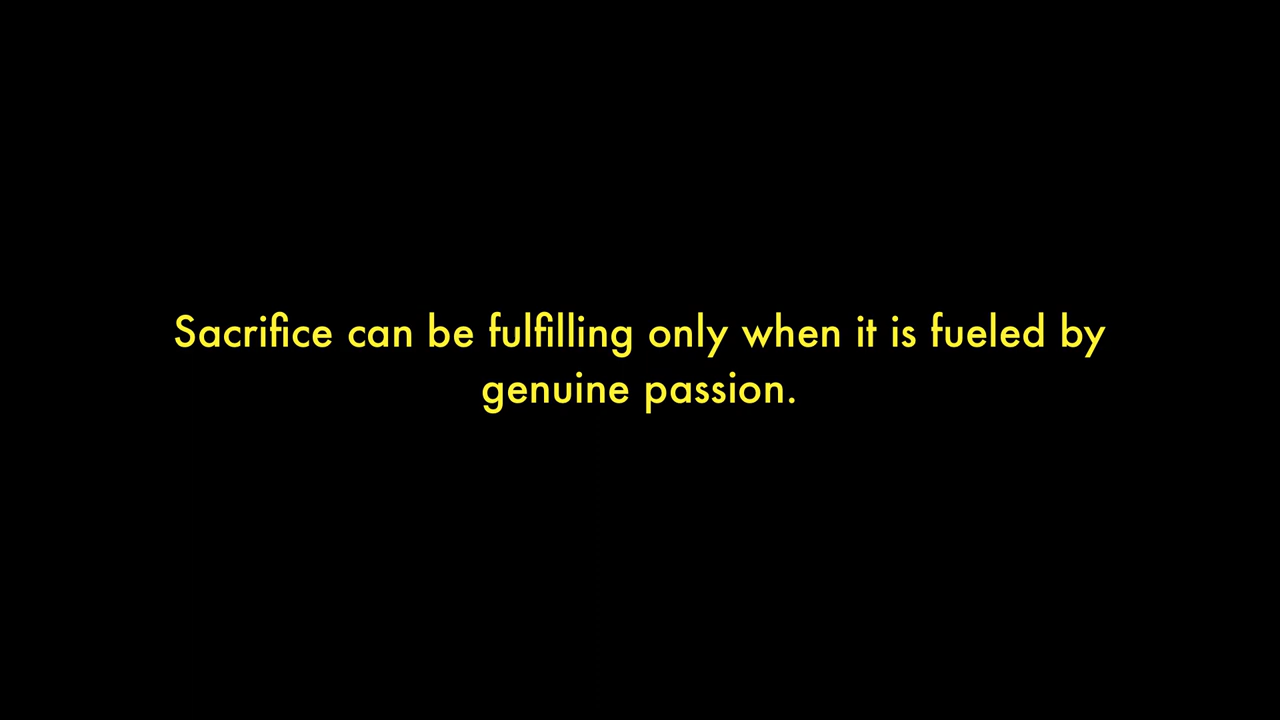 Sacrifice can be fulfilling only when it is fueled by
genuine passion.